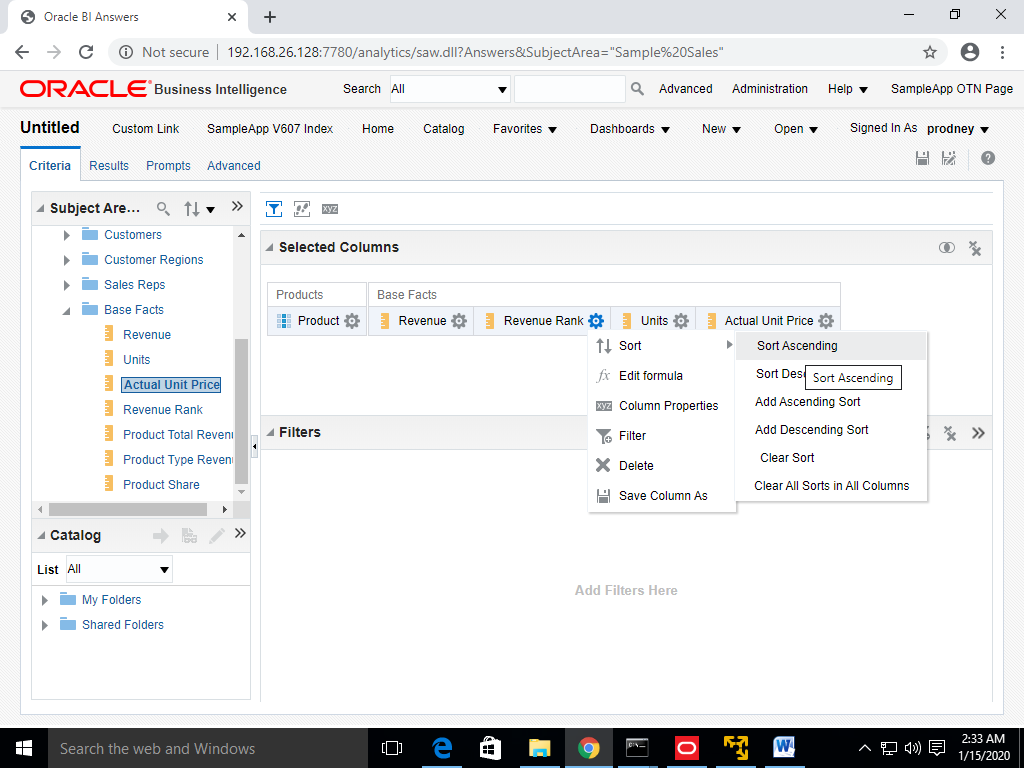 Oracle BI Answers
Not secure 192.168.26.128:7780/analytics/saw.dll?Answers&SubjectArea="Sample%20Sales"
ORACLE Business Intelligence Search All Advanced Administration Help SampleApp OTN Page
Untitled Custom Link SampleApp V607 Index Home Catalog Favorites Dashboards New Open Signed In As prodney
Criteria Results Prompts Advanced
Subject Are...
Customers
Customer Regions
Sales Reps
Base Facts
Revenue
Units
Actual Unit Price
Revenue Rank
Product Total Revenu
Product Type Revenu
Product Share
Catalog
List All
My Folders
Shared Folders
xyz
Selected Columns
Products Base Facts
Product Revenue Revenue Rank Units Actual Unit Price
Sort
fx Edit formula
xyz Column Properties
Filter
Delete
Save Column As
Sort Ascending
Sort Desc
Sort Ascending
Add Ascending Sort
Add Descending Sort
Clear Sort
Clear All Sorts in All Columns
Filters
Add Filters Here
Search the web and Windows
2:33 AM
1/15/2020